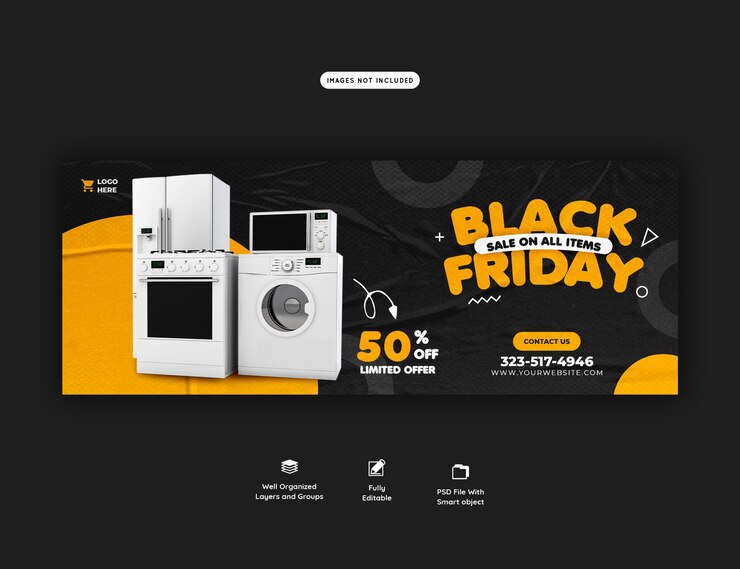 IMAGES NOT INCLUDED
LOGO
HERE
BLACK
SALE ON ALL ITEMS
FRIDAY
50%
OFF
LIMITED OFFER
CONTACT US
323-517-4946
WWW.YOURWEBSITE.COM
Well Organized
Layers and Groups
Fully
Editable
PSD File With
Smart object